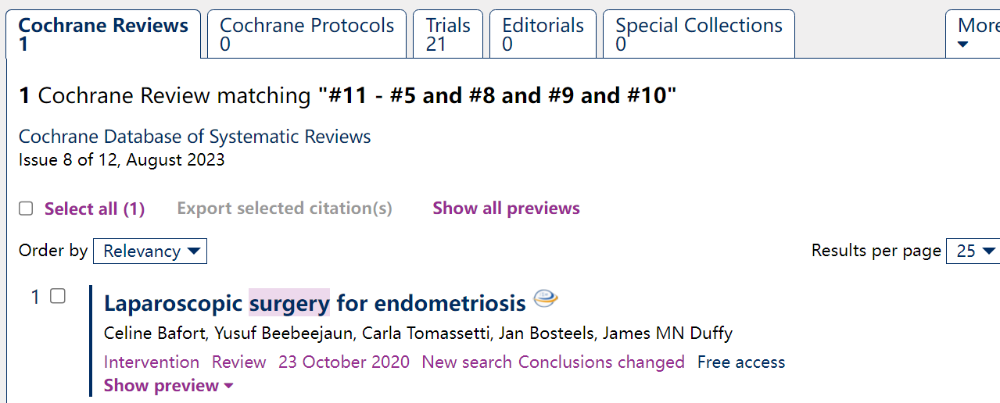 Cochrane Reviews Cochrane Protocols Trials Editorials Special Collections More
1 0 21 0 0
1 Cochrane Review matching "#11 - #5 and #8 and #9 and #10"
Cochrane Database of Systematic Reviews
Issue 8 of 12, August 2023
Select all (1) Export selected citation(s) Show all previews
Order by Relevancy Results per page 25
1 Laparoscopic surgery for endometriosis
Celine Bafort, Yusuf Beebeejaun, Carla Tomassetti, Jan Bosteels, James MN Duffy
Intervention Review 23 October 2020 New search Conclusions changed Free access
Show preview